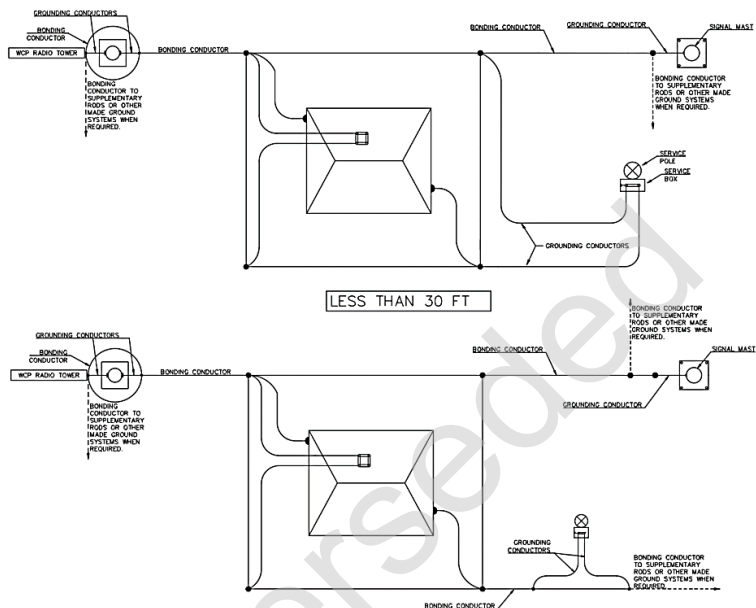 GROUNDING CONDUCTORS
BONDING
CONDUCTOR
WCP RADIO TOWER
BONDING CONDUCTOR
BONDING
CONDUCTOR TO
SUPPLEMENTARY
RODS OR OTHER
MADE GROUND
SYSTEMS WHEN
REQUIRED.
BONDING CONDUCTOR
GROUNDING CONDUCTOR
SIGNAL MAST
BONDING CONDUCTOR
TO SUPPLEMENTARY
RODS OR OTHER MADE
GROUND SYSTEMS
WHEN REQUIRED.
SERVICE
POLE
SERVICE
BOX
GROUNDING CONDUCTORS
LESS THAN 30 FT
GROUNDING CONDUCTORS
BONDING
CONDUCTOR
WCP RADIO TOWER
BONDING CONDUCTOR
BONDING
CONDUCTOR TO
SUPPLEMENTARY
RODS OR OTHER
MADE GROUND
SYSTEMS WHEN
REQUIRED.
BONDING CONDUCTOR
TO SUPPLEMENTARY
RODS OR OTHER MADE
GROUND SYSTEMS WHEN
REQUIRED.
BONDING CONDUCTOR
SIGNAL MAST
GROUNDING CONDUCTOR
GROUNDING
CONDUCTORS
BONDING CONDUCTOR
TO SUPPLEMENTARY
RODS OR OTHER MADE
GROUND SYSTEMS WHEN
REQUIRED
BONDING CONDUCTOR
erseded